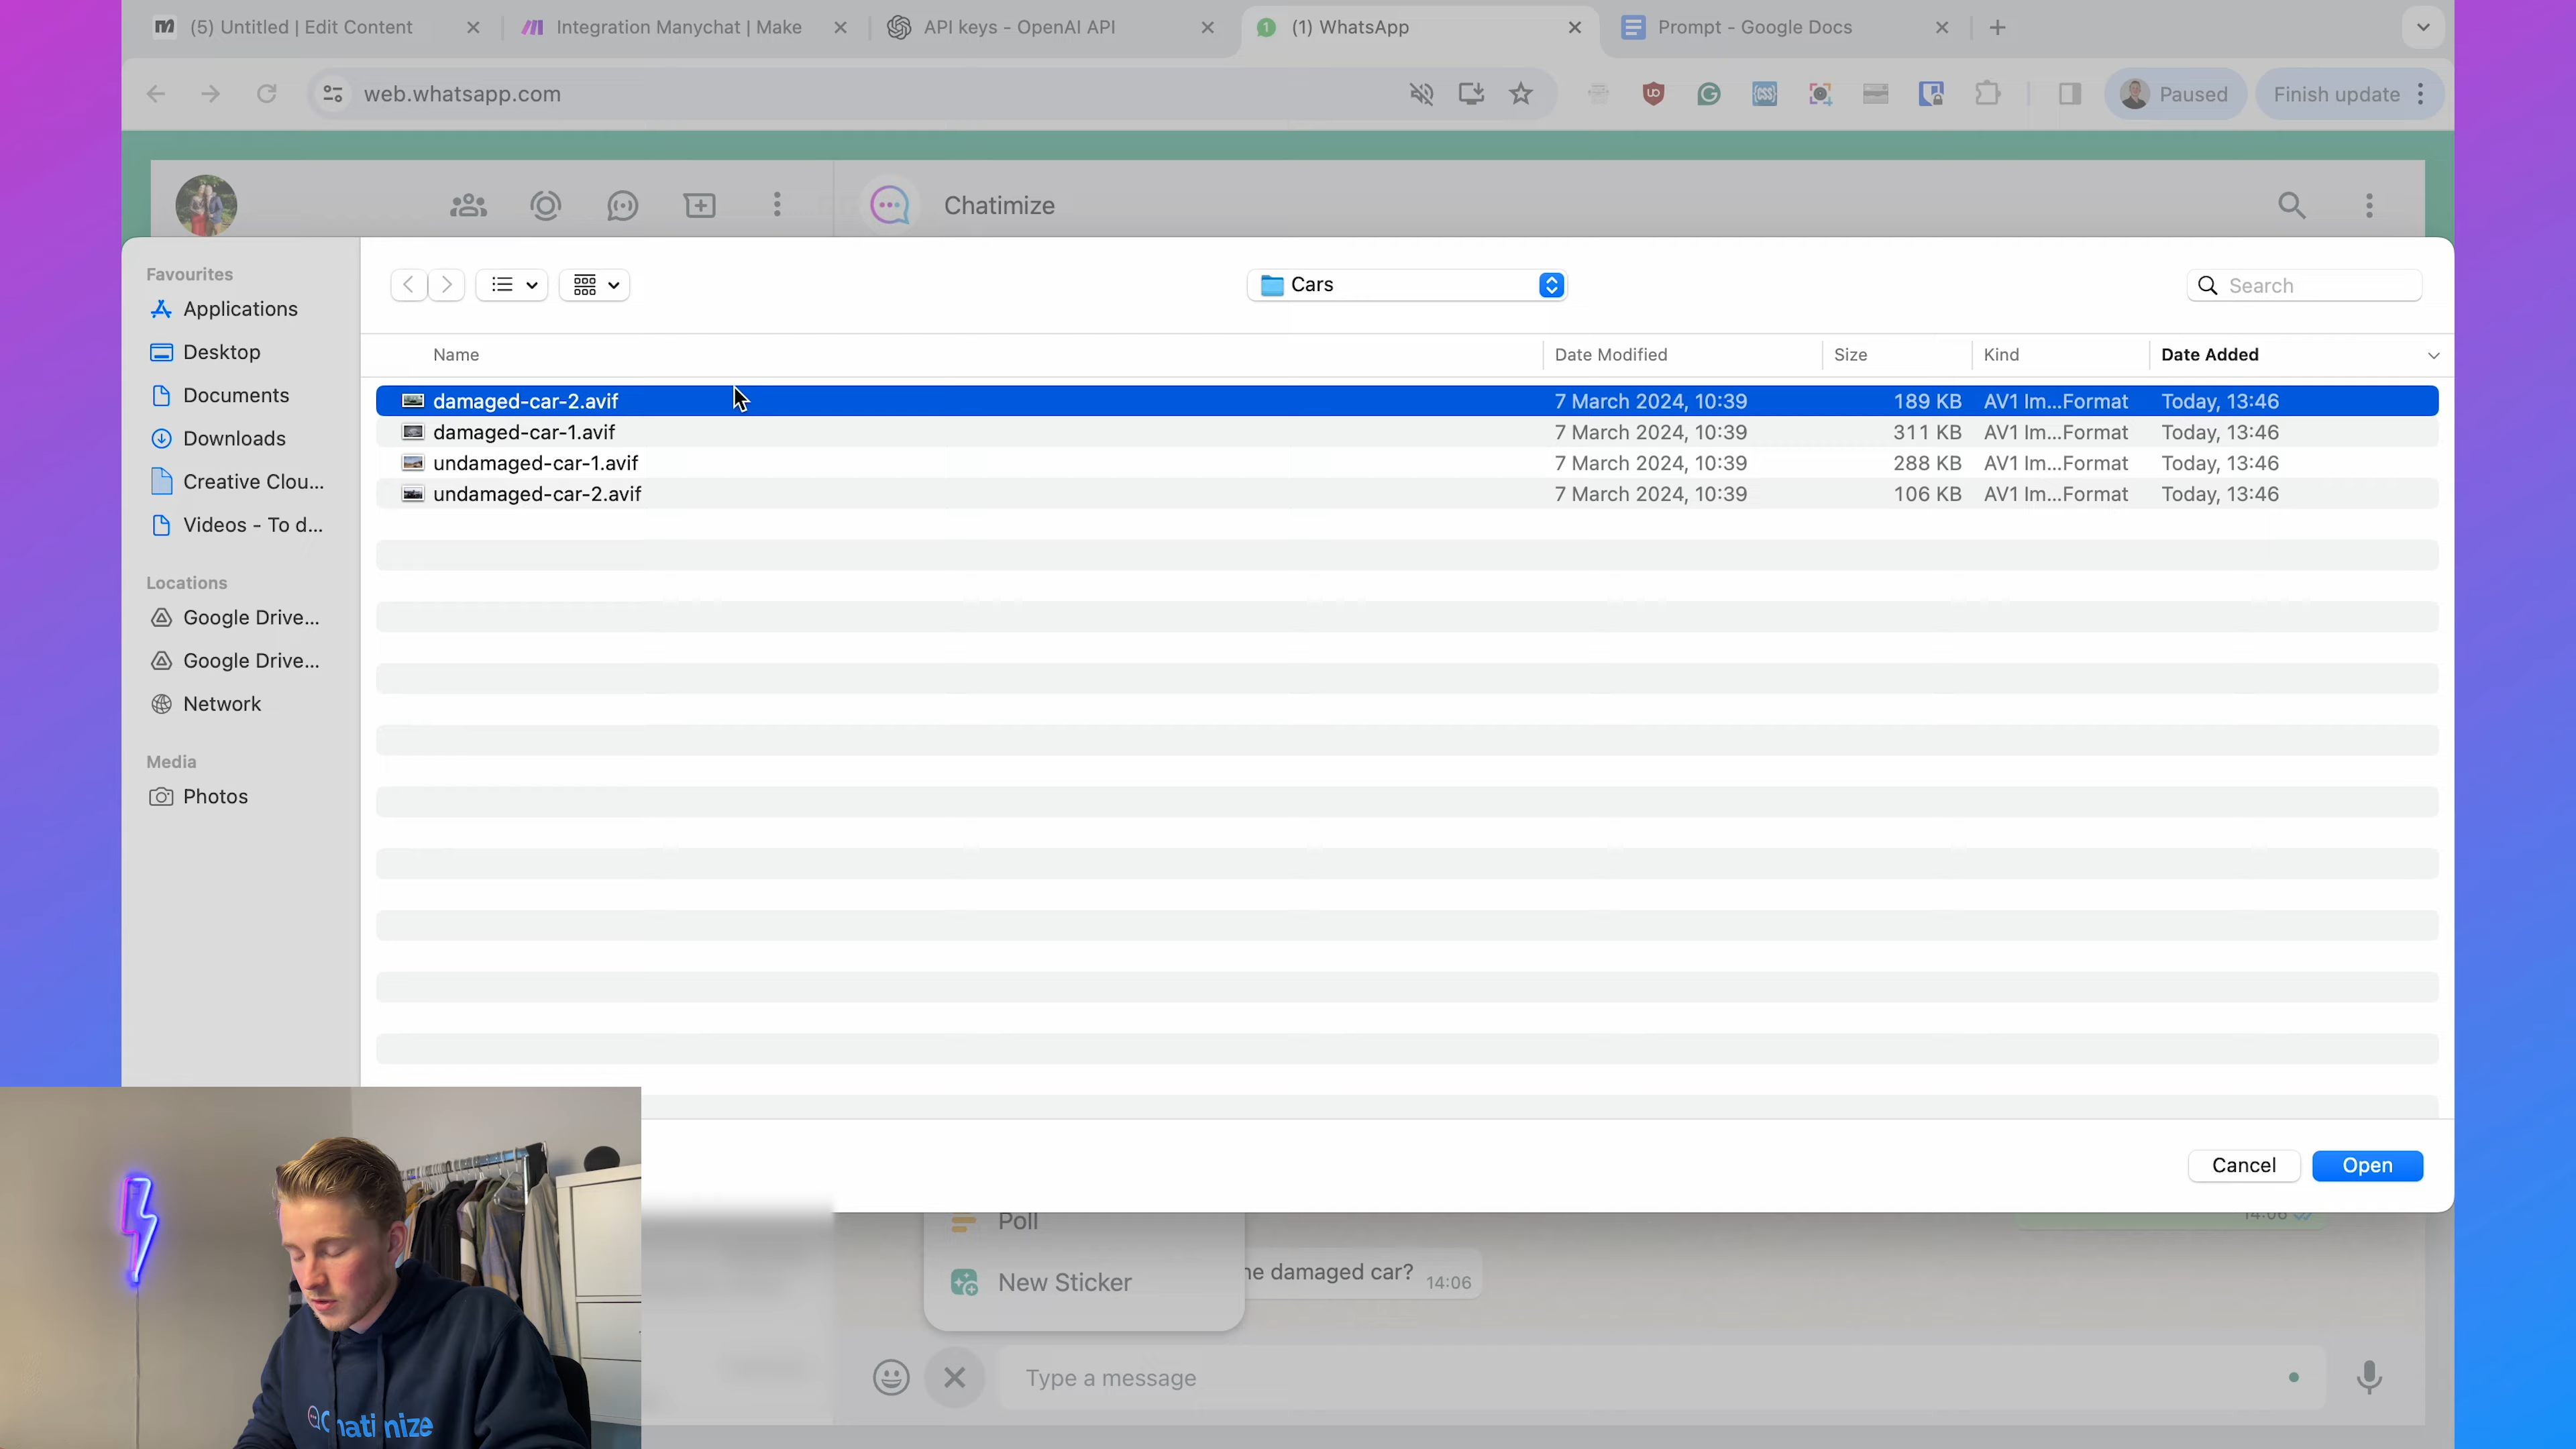 (5) Untitled | Edit Content
Integration Manychat | Make
API keys - OpenAI API
(1) WhatsApp
Prompt - Google Docs
web.whatsapp.com
Paused
Finish update
Chatimize
Favourites
Applications
Desktop
Documents
Downloads
Creative Clou...
Videos - To d...
Locations
Google Drive...
Google Drive...
Network
Media
Photos
Cars
Search
Name Date Modified Size Kind Date Added
damaged-car-2.avif 7 March 2024, 10:39 189 KB AV1 Im...Format Today, 13:46
damaged-car-1.avif 7 March 2024, 10:39 311 KB AV1 Im...Format Today, 13:46
undamaged-car-1.avif 7 March 2024, 10:39 288 KB AV1 Im...Format Today, 13:46
undamaged-car-2.avif 7 March 2024, 10:39 106 KB AV1 Im...Format Today, 13:46
Cancel
Open
14:06
Poll
New Sticker
he damaged car? 14:06
Type a message
Chatimize